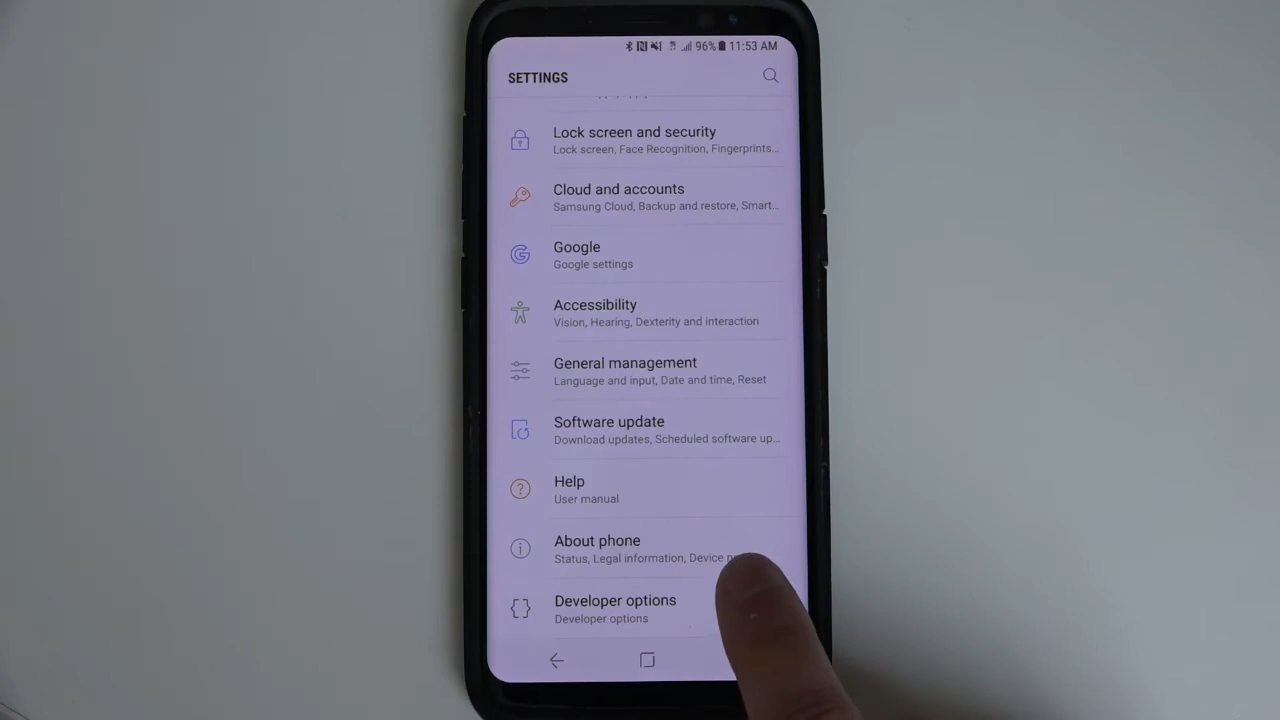 96% 11:53 AM
SETTINGS
Lock screen and security
Lock screen, Face Recognition, Fingerprints...
Cloud and accounts
Samsung Cloud, Backup and restore, Smart...
Google
Google settings
Accessibility
Vision, Hearing, Dexterity and interaction
General management
Language and input, Date and time, Reset
Software update
Download updates, Scheduled software up...
Help
User manual
About phone
Status, Legal information, Device
Developer options
Developer options